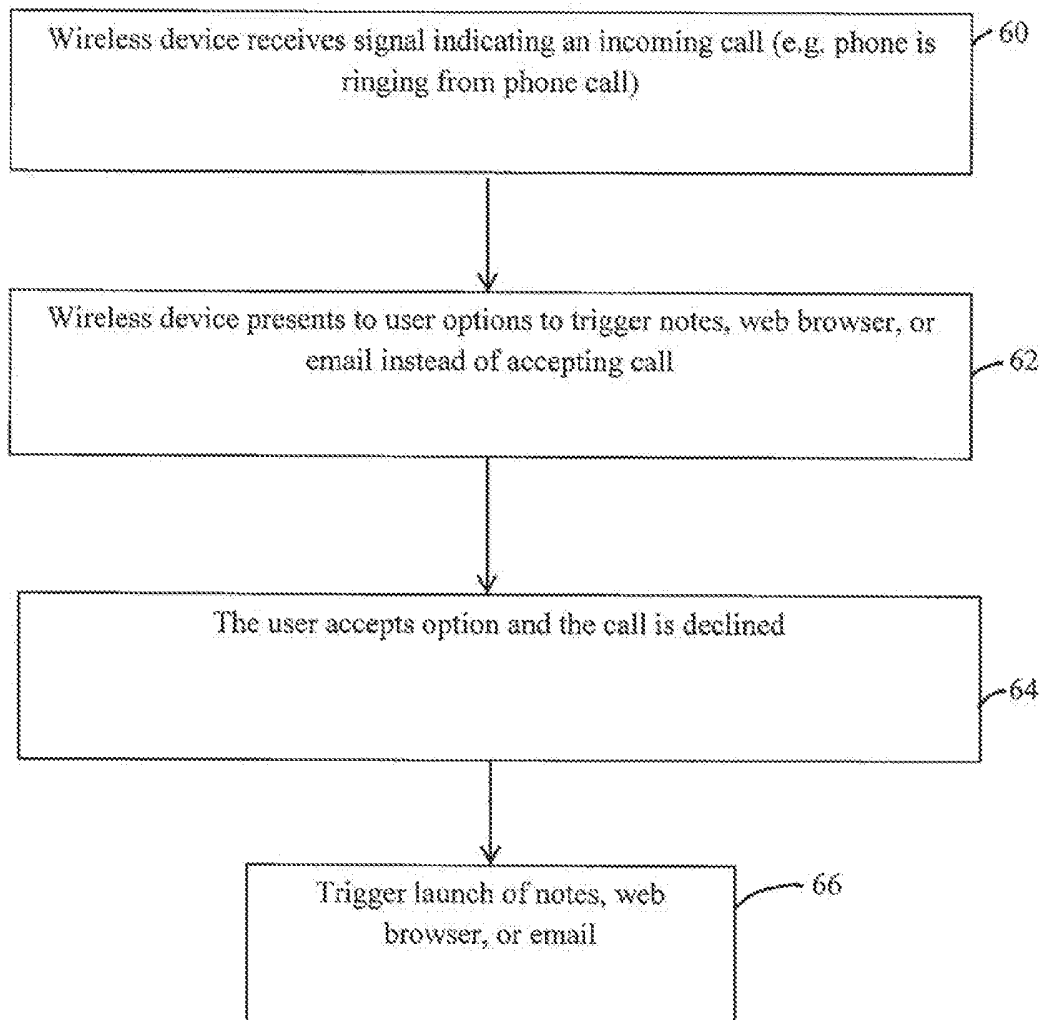 Wireless device receives signal indicating an incoming call (e.g. phone is
ringing from phone call)
60
Wireless device presents to user options to trigger notes, web browser, or
email instead of accepting call
62
The user accepts option and the call is declined
64
Trigger launch of notes, web
browser, or email
66